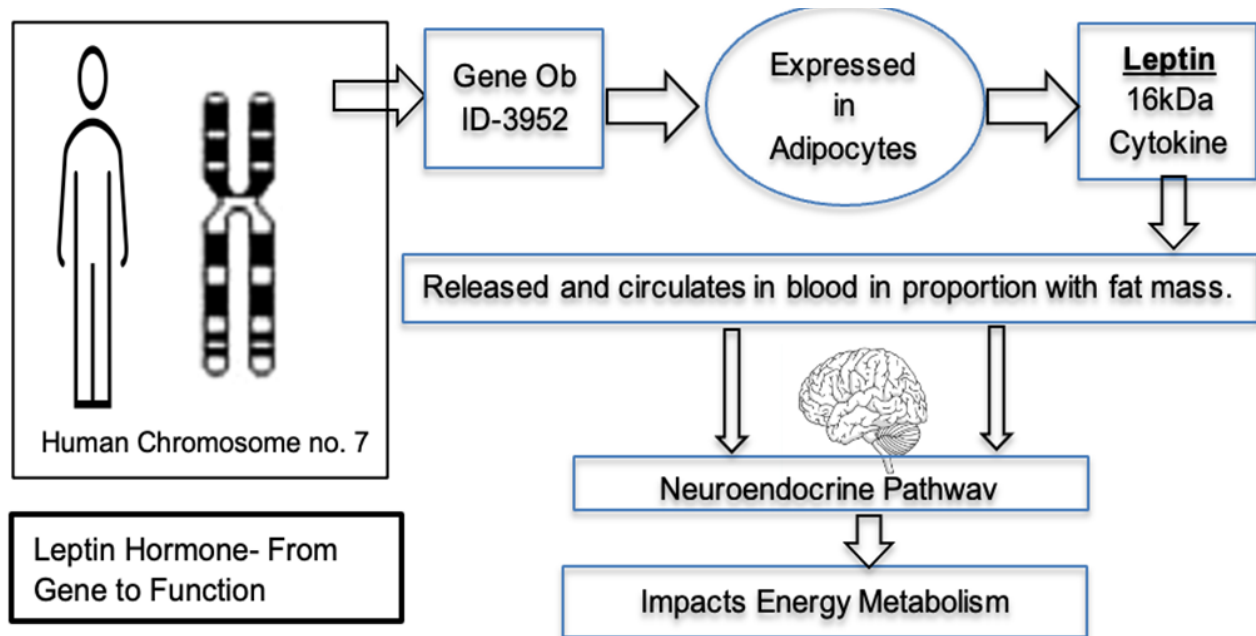 Human Chromosome no. 7
Gene Ob
ID-3952
Expressed
in
Adipocytes
Leptin
16kDa
Cytokine
Released and circulates in blood in proportion with fat mass.
Neuroendocrine Pathway
Impacts Energy Metabolism
Leptin Hormone- From
Gene to Function